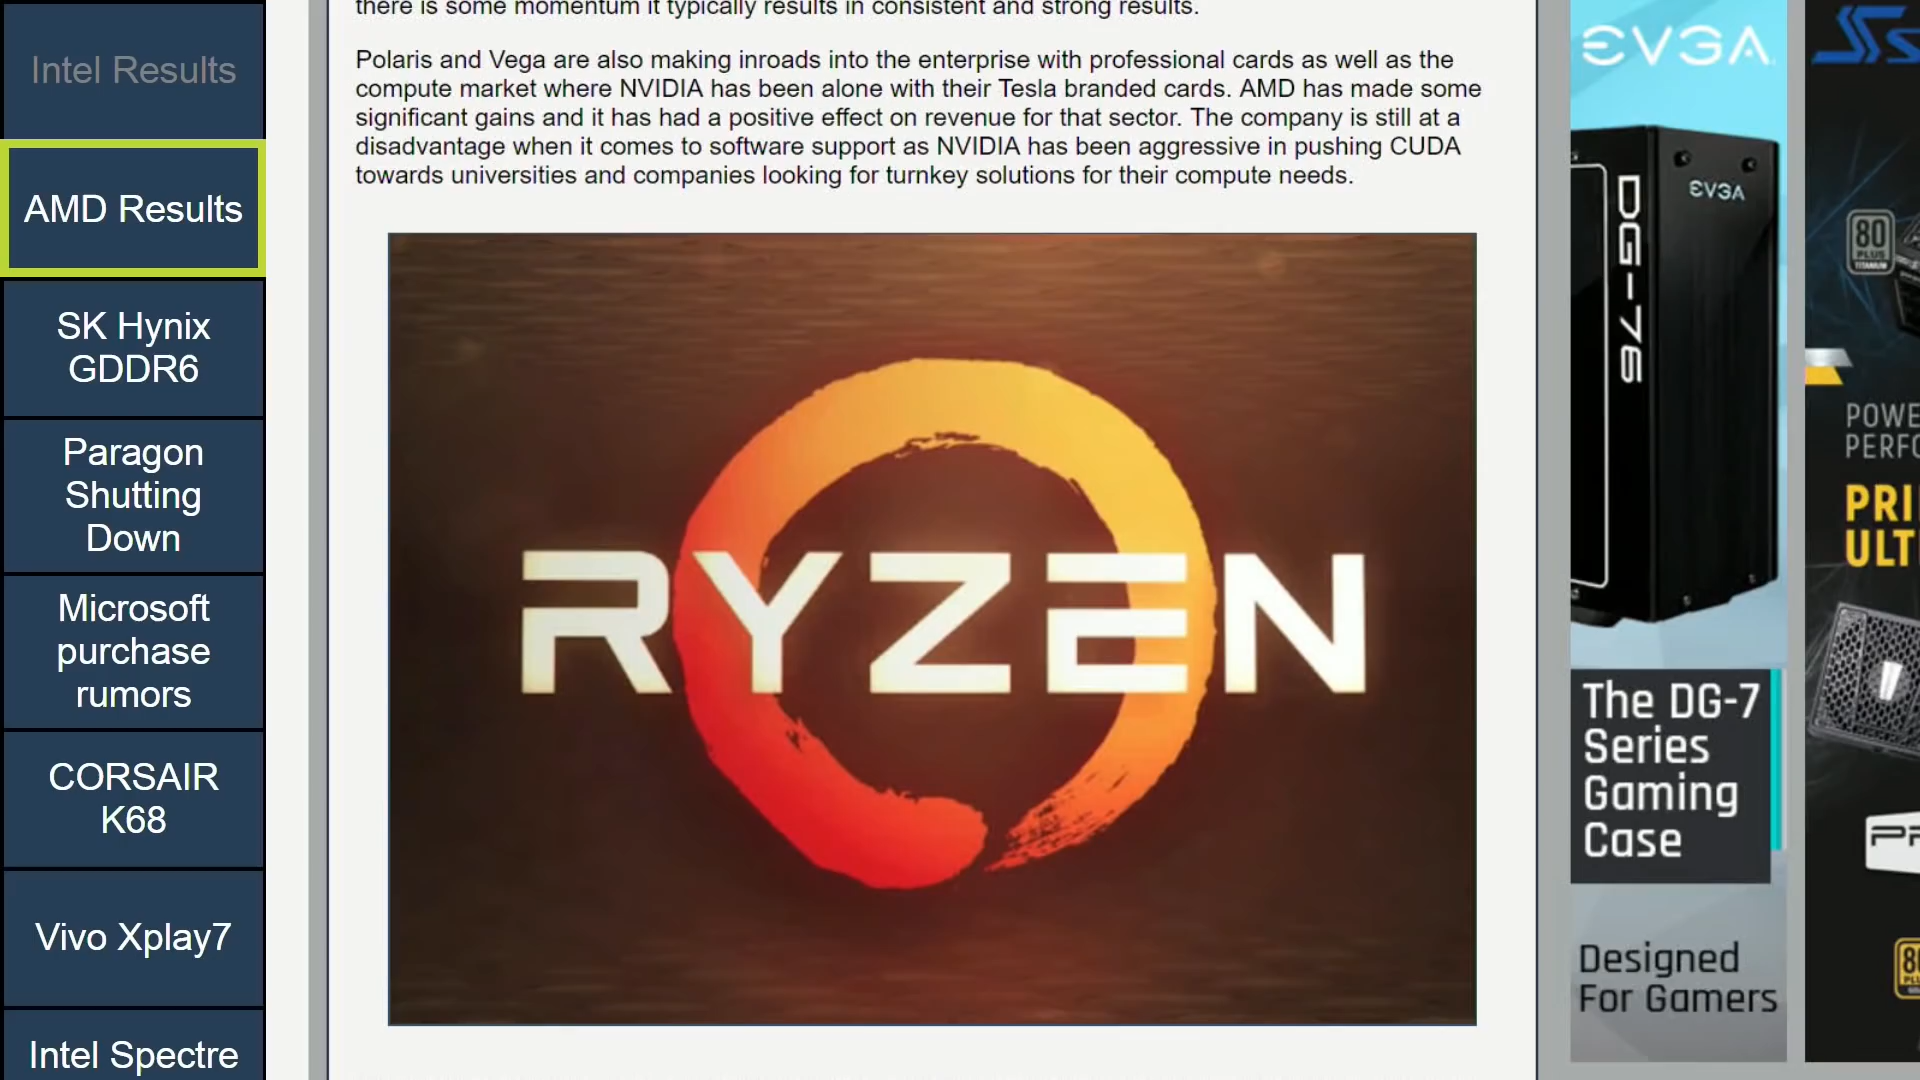 Intel Results
AMD Results
SK Hynix
GDDR6
Paragon
Shutting
Down
Microsoft
purchase
rumors
CORSAIR
K68
Vivo Xplay7
Intel Spectre
there is some momentum it typically results in consistent and strong results.
Polaris and Vega are also making inroads into the enterprise with professional cards as well as the
compute market where NVIDIA has been alone with their Tesla branded cards. AMD has made some
significant gains and it has had a positive effect on revenue for that sector. The company is still at a
disadvantage when it comes to software support as NVIDIA has been aggressive in pushing CUDA
towards universities and companies looking for turnkey solutions for their compute needs.
RYZEN
EVGA
EVGA
DG-76
The DG-7
Series
Gaming
Case
Designed
For Gamers
80
PLUS
TITANIUM
POWE
PERFO
PRI
ULT